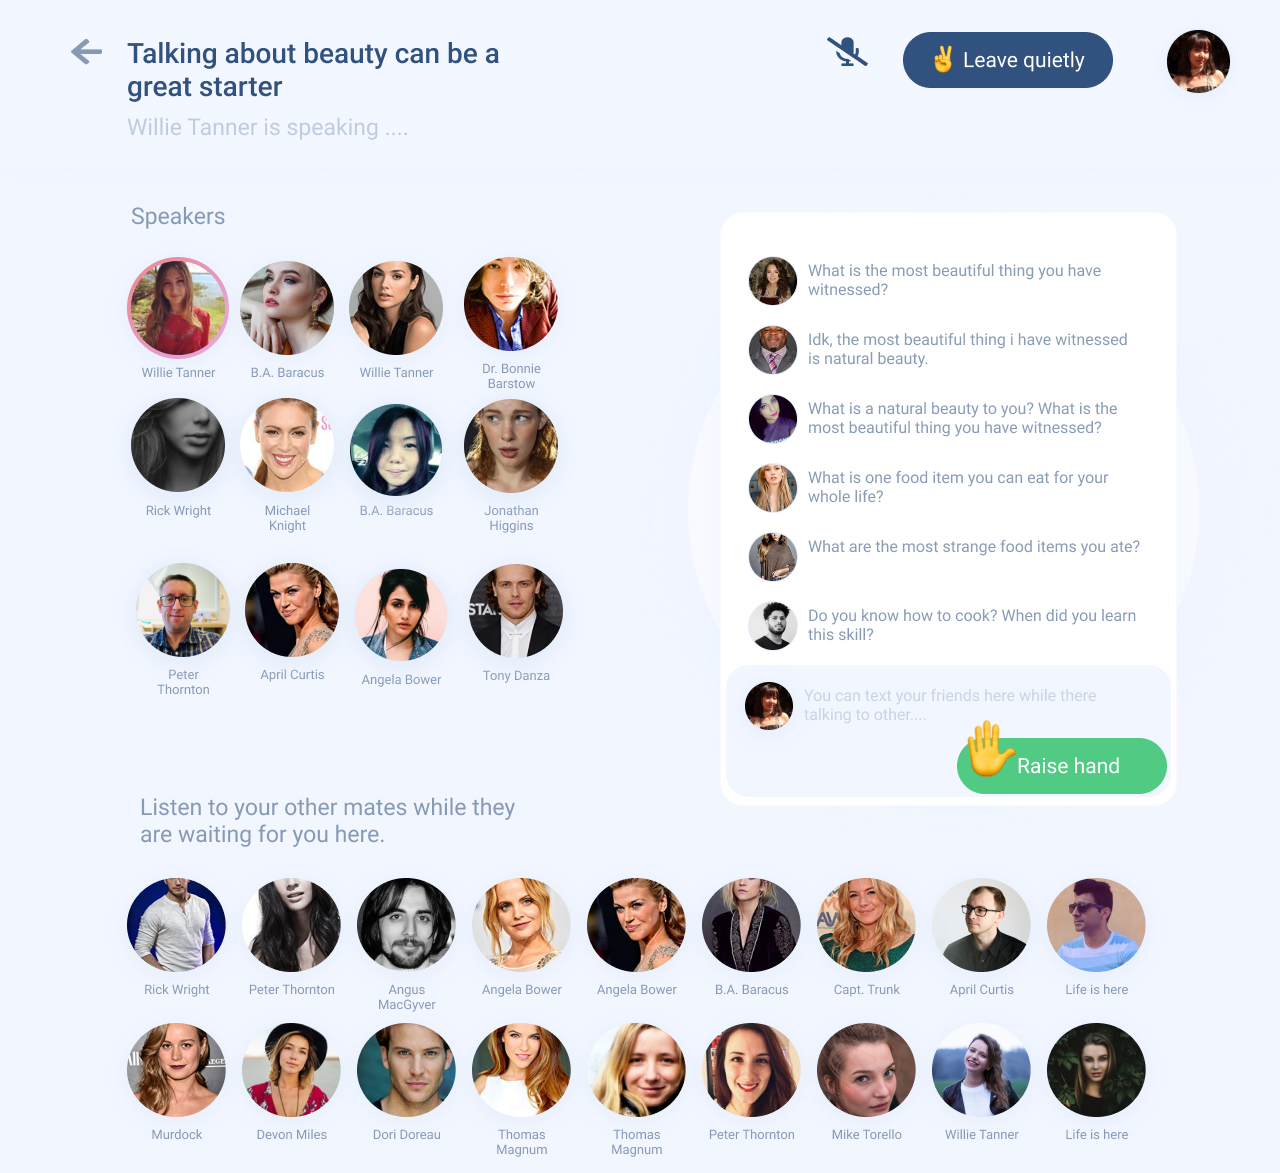 Talking about beauty can be a
great starter
Willie Tanner is speaking ....
Leave quietly
Speakers
Willie Tanner
B.A. Baracus
Willie Tanner
Dr. Bonnie
Barstow
Rick Wright
Michael
Knight
B.A. Baracus
Jonathan
Higgins
STA
Peter
Thornton
April Curtis
Angela Bower
Tony Danza
What is the most beautiful thing you have
witnessed?
Idk, the most beautiful thing i have witnessed
is natural beauty.
What is a natural beauty to you? What is the
most beautiful thing you have witnessed?
What is one food item you can eat for your
whole life?
What are the most strange food items you ate?
Do you know how to cook? When did you learn
this skill?
You can text your friends here while there
talking to other....
Raise hand
Listen to your other mates while they
are waiting for you here.
Rick Wright
Peter Thornton
Angus
MacGyver
Angela Bower
Angela Bower
B.A. Baracus
Capt. Trunk
April Curtis
Life is here
Murdock
Devon Miles
Dori Doreau
Thomas
Magnum
Thomas
Magnum
Peter Thornton
Mike Torello
Willie Tanner
Life is here